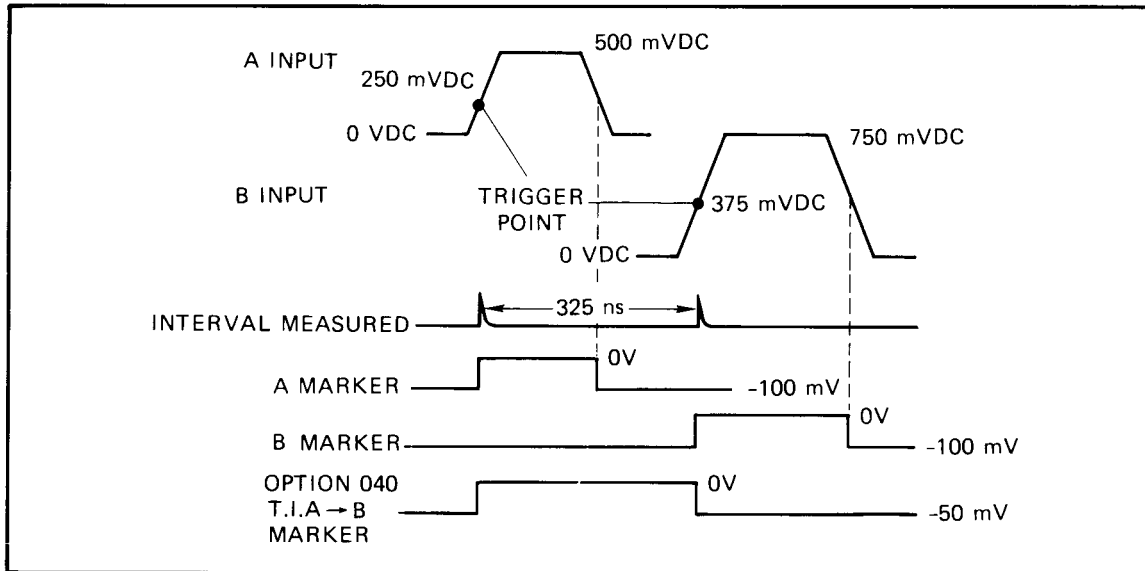 A INPUT
500 mVDC
250 mVDC
0 VDC
B INPUT
TRIGGER
POINT
750 mVDC
375 mVDC
0 VDC
INTERVAL MEASURED
325 ns
A MARKER
0V
-100 mV
B MARKER
0V
-100 mV
OPTION 040
T.I.A → B
MARKER
0V
-50 mV